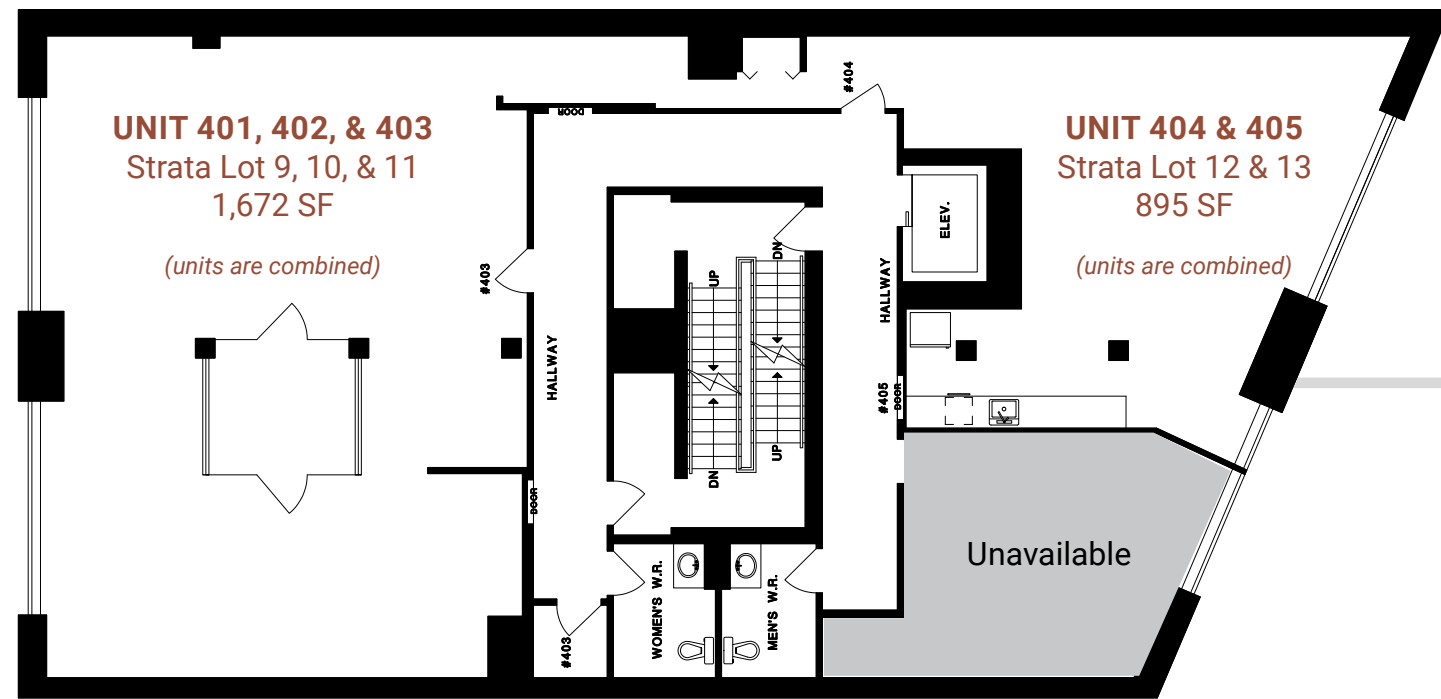 UNIT 401, 402, & 403
Strata Lot 9, 10, & 11
1,672 SF
(units are combined)
UNIT 404 & 405
Strata Lot 12 & 13
895 SF
(units are combined)
DOOR
#404
#403
HALLWAY
UP
DN
ELEV.
HALLWAY
#405
DOOR
DN
UP
DOOR
Unavailable
#403
WOMEN'S W.R.
MEN'S W.R.